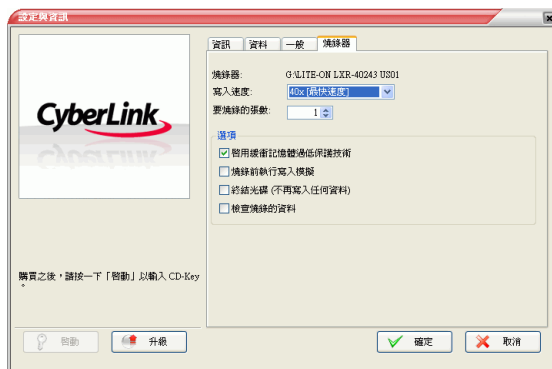 設定與資訊
資訊 資料 一般 燒錄器
燒錄器: G:\LITE-ON LXR-40243 US01
寫入速度: 40x [最快速度]
要燒錄的張數: 1
選項
啓用緩衝記憶體過低保護技術
燒錄前執行寫入模擬
終結光碟 (不再寫入任何資料)
檢查燒錄的資料
CyberLink
購買之後，請按一下「啓動」以輸入 CD-Key
。
啓動 升級 確定 取消